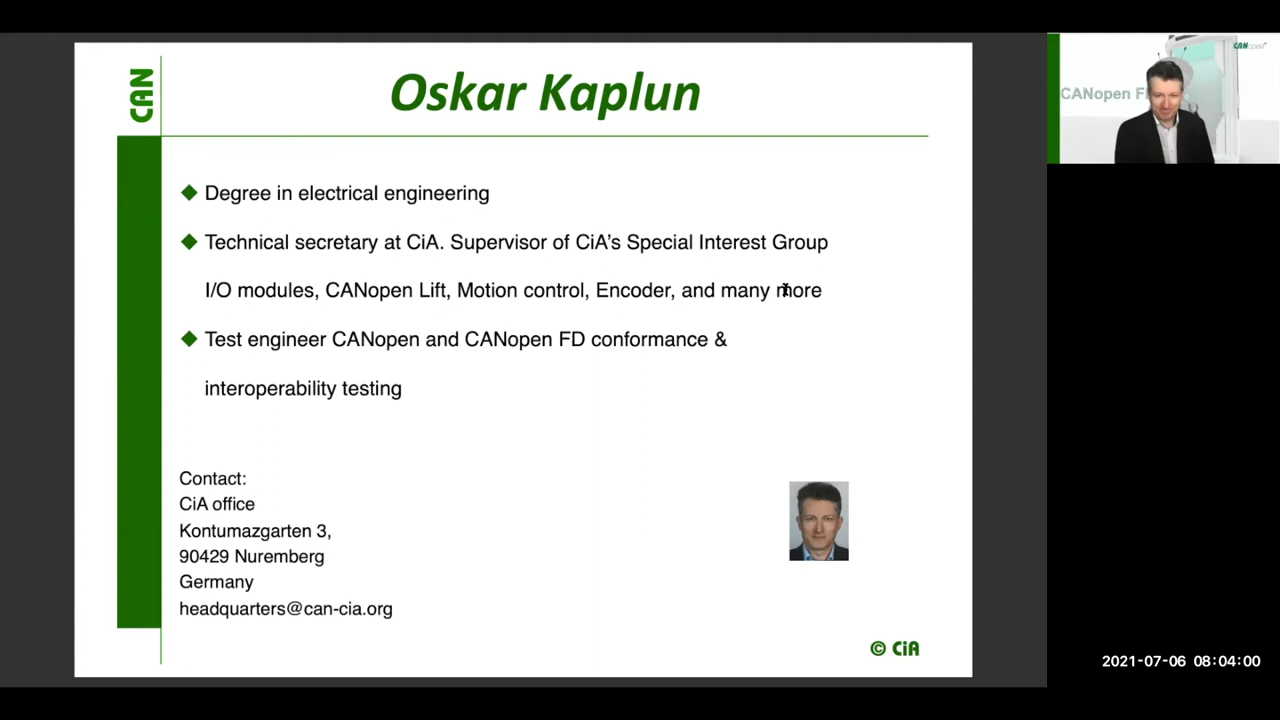 CAN
Oskar Kaplun
Degree in electrical engineering
Technical secretary at CiA. Supervisor of CiA's Special Interest Group
I/O modules, CANopen Lift, Motion control, Encoder, and many more
Test engineer CANopen and CANopen FD conformance &
interoperability testing
Contact:
CiA office
Kontumazgarten 3,
90429 Nuremberg
Germany
headquarters@can-cia.org
© CiA
CANopen
CANopen F
2021-07-06 08:04:00